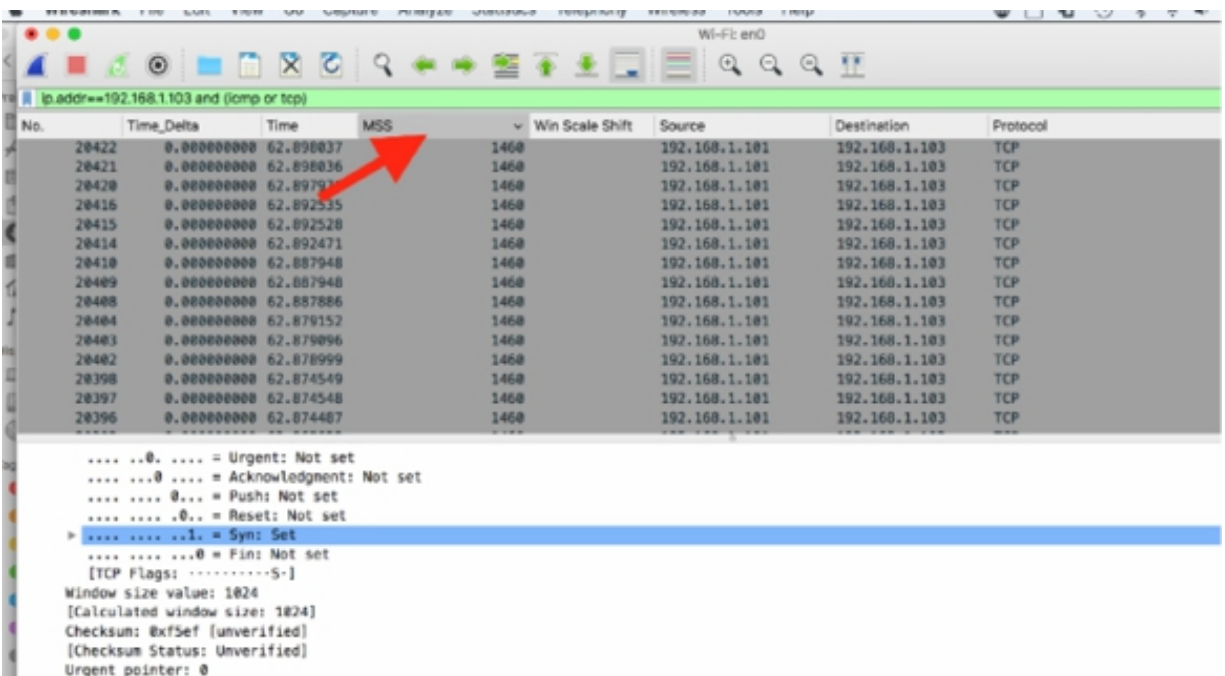 Wireshark File Edit View Go Capture Analyze Statistics Telephony Wireless Tools Help
Wi-Fi: en0
ip.addr==192.168.1.103 and (icmp or tcp)
No. Time_Delta Time MSS Win Scale Shift Source Destination Protocol
20422 0.000000000 62.898037 1460 192.168.1.101 192.168.1.103 TCP
20421 0.000000000 62.898036 1460 192.168.1.101 192.168.1.103 TCP
20420 0.000000000 1460 192.168.1.101 192.168.1.103 TCP
20416 0.000000000 62.892535 1460 192.168.1.101 192.168.1.103 TCP
20415 0.000000000 62.892528 1460 192.168.1.101 192.168.1.103 TCP
20414 0.000000000 62.892471 1460 192.168.1.101 192.168.1.103 TCP
20410 0.000000000 62.887948 1460 192.168.1.101 192.168.1.103 TCP
20409 0.000000000 62.887948 1460 192.168.1.101 192.168.1.103 TCP
20408 0.000000000 62.887886 1460 192.168.1.101 192.168.1.103 TCP
20404 0.000000000 62.879152 1460 192.168.1.101 192.168.1.103 TCP
20403 0.000000000 62.879096 1460 192.168.1.101 192.168.1.103 TCP
20402 0.000000000 62.878999 1460 192.168.1.101 192.168.1.103 TCP
20398 0.000000000 62.874549 1460 192.168.1.101 192.168.1.103 TCP
20397 0.000000000 62.874548 1460 192.168.1.101 192.168.1.103 TCP
20396 0.000000000 62.874487 1460 192.168.1.101 192.168.1.103 TCP
.... ..0. .... = Urgent: Not set
.... ...0 .... = Acknowledgment: Not set
.... .... 0... = Push: Not set
.... .... .0.. = Reset: Not set
.... .... ..1. = Syn: Set
.... .... ...0 = Fin: Not set
[TCP Flags: ··········S·]
Window size value: 1024
[Calculated window size: 1024]
Checksum: 0xf5ef [unverified]
[Checksum Status: Unverified]
Urgent pointer: 0